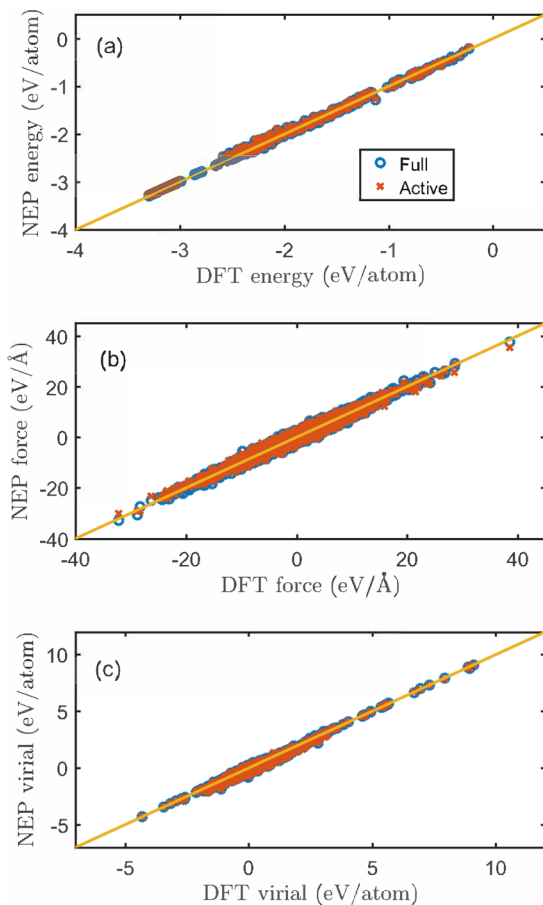 (a)
NEP energy (eV/atom)
0
-1
-2
-3
-4
Full
Active
-4
-3
-2
-1
0
DFT energy (eV/atom)
(b)
NEP force (eV/Å)
40
20
0
-20
-40
-40
-20
0
20
40
DFT force (eV/Å)
(c)
NEP virial (eV/atom)
10
5
0
-5
-5
0
5
10
DFT virial (eV/atom)